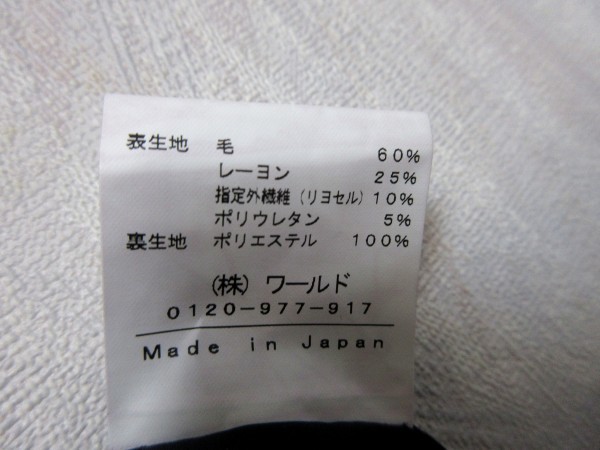 表生地 毛 60%
レーヨン 25%
指定外繊維(リヨセル) 10%
ポリウレタン 5%
裏生地 ポリエステル 100%
(株)ワールド
0120-977-917
Made in Japan